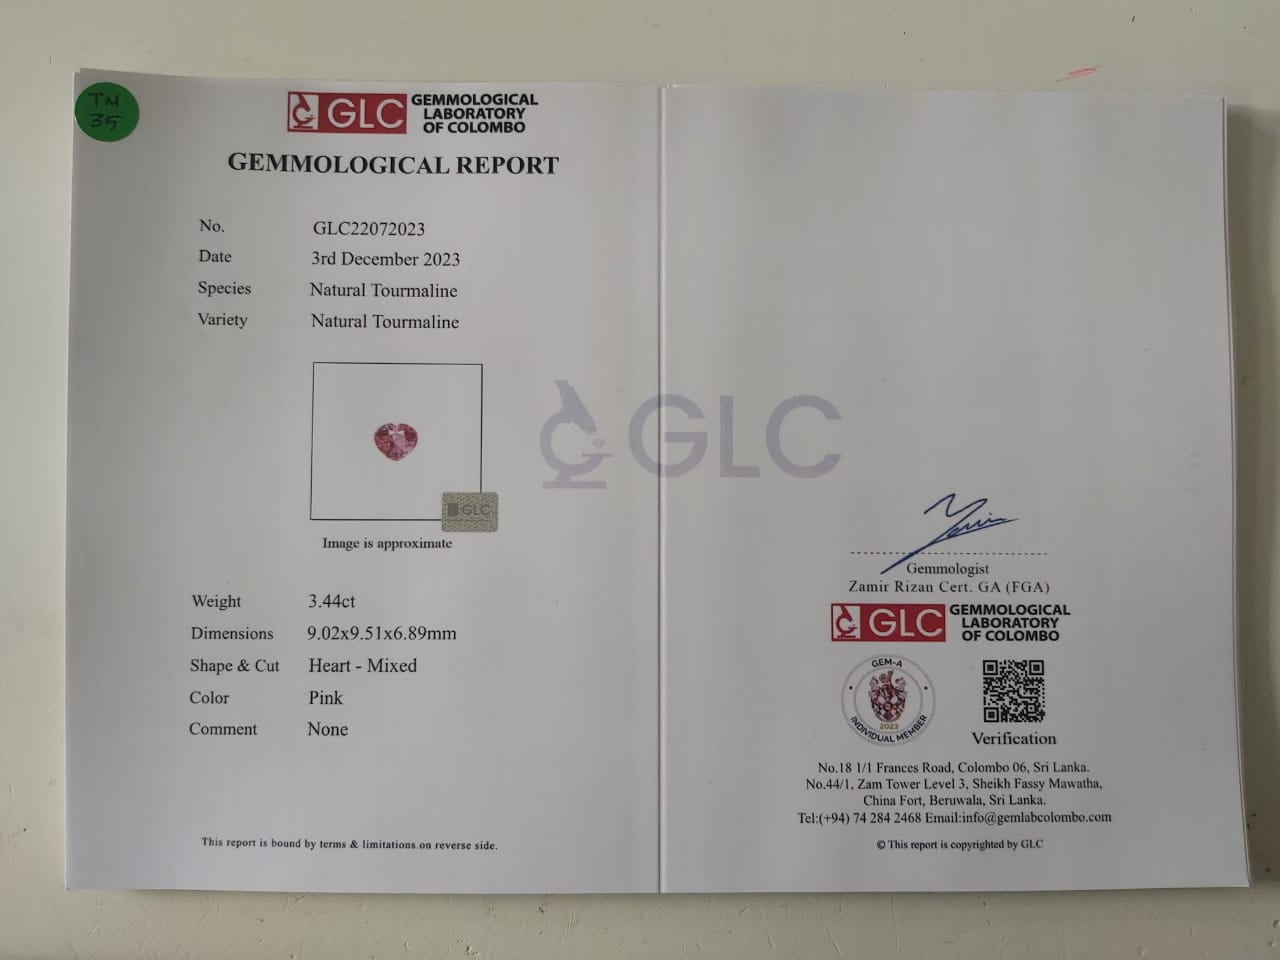 TM
35
GLC GEMMOLOGICAL
LABORATORY
OF COLOMBO
GEMMOLOGICAL REPORT
No. GLC22072023
Date 3rd December 2023
Species Natural Tourmaline
Variety Natural Tourmaline
GLC
Image is approximate
Weight 3.44ct
Dimensions 9.02x9.51x6.89mm
Shape & Cut Heart - Mixed
Color Pink
Comment None
This report is bound by terms & limitations on reverse side.
GLC
Gemmologist
Zamir Rizan Cert. GA (FGA)
GLC GEMMOLOGICAL
LABORATORY
OF COLOMBO
GEM-A
2023
INDIVIDUAL MEMBER
Verification
No.18 1/1 Frances Road, Colombo 06, Sri Lanka.
No.44/1, Zam Tower Level 3, Sheikh Fassy Mawatha,
China Fort, Beruwala, Sri Lanka.
Tel:(+94) 74 284 2468 Email:info@gemlabcolombo.com
© This report is copyrighted by GLC